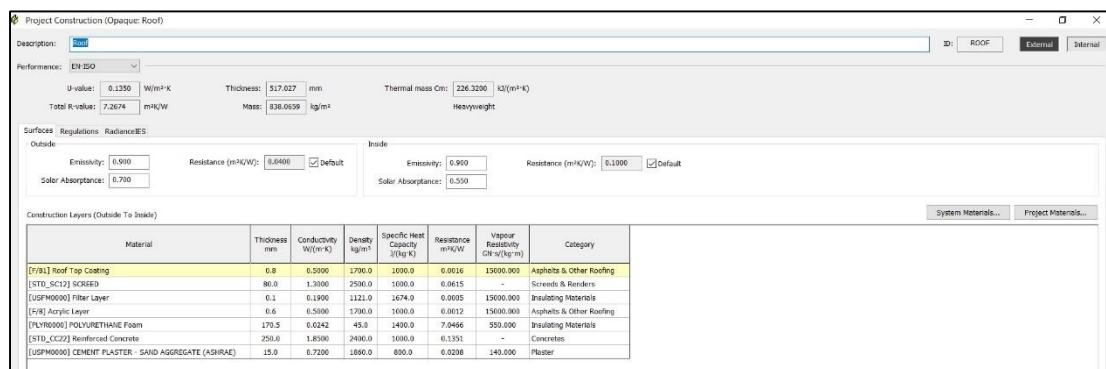 Project Construction (Opaque: Roof)
Description: Roof ID: ROOF External Internal
Performance: EN-ISO
U-value: 0.1350 W/m²·K Thickness: 517.027 mm Thermal mass Cm: 226.3200 kJ/(m²·K)
Total R-value: 7.2674 m²K/W Mass: 838.0659 kg/m² Heavyweight
Surfaces Regulations RadianceIES
Outside Inside
Emissivity: 0.900 Resistance (m²K/W): 0.0400 Default Emissivity: 0.900 Resistance (m²K/W): 0.1000 Default
Solar Absorptance: 0.700 Solar Absorptance: 0.550
Construction Layers (Outside To Inside) System Materials... Project Materials...
Material Thickness mm Conductivity W/(m·K) Density kg/m³ Specific Heat Capacity J/(kg·K) Resistance m²K/W Vapour Resistivity GN·s/(kg·m) Category
[F/B1] Roof Top Coating 0.8 0.5000 1700.0 1000.0 0.0016 15000.000 Asphalts & Other Roofing
[STD_SC12] SCREED 80.0 1.3000 2500.0 1000.0 0.0615 - Screeds & Renders
[USFM0000] Filter Layer 0.1 0.1900 1121.0 1674.0 0.0005 15000.000 Insulating Materials
[F/B] Acrylic Layer 0.6 0.5000 1700.0 1000.0 0.0012 15000.000 Asphalts & Other Roofing
[PLYR0000] POLYURETHANE Foam 170.5 0.0242 45.0 1400.0 7.0466 550.000 Insulating Materials
[STD_CC22] Reinforced Concrete 250.0 1.8500 2400.0 1000.0 0.1351 - Concretes
[USPM0000] CEMENT PLASTER - SAND AGGREGATE (ASHRAE) 15.0 0.7200 1860.0 800.0 0.0208 140.000 Plaster